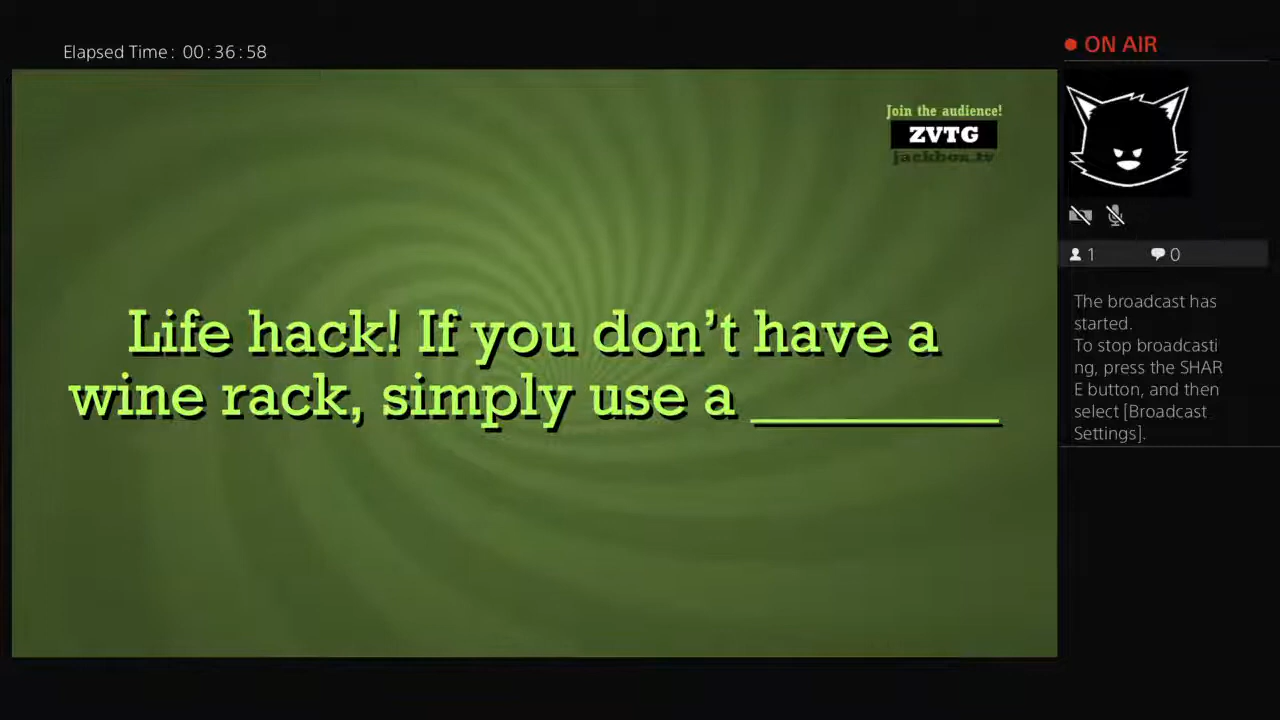 Elapsed Time: 00:36:58
ON AIR
Join the audience!
ZVTG
jackbox.tv
Life hack! If you don't have a
wine rack, simply use a ________
1
0
The broadcast has
started.
To stop broadcasti
ng, press the SHAR
E button, and then
select [Broadcast
Settings].